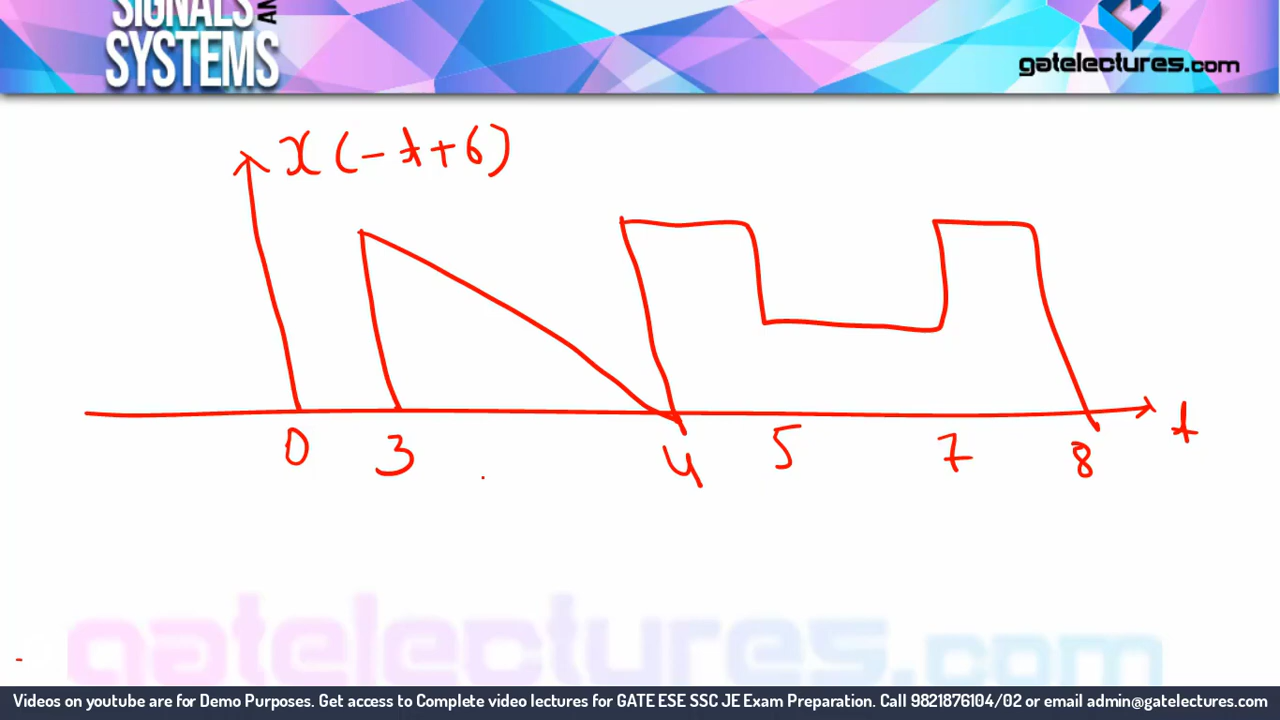 SIGNALS AND
SYSTEMS
gatelectures.com
x(-t+6)
t
0 3 4 5 7 8
gatelectures.com
Videos on youtube are for Demo Purposes. Get access to Complete video lectures for GATE ESE SSC JE Exam Preparation. Call 9821876104/02 or email admin@gatelectures.com